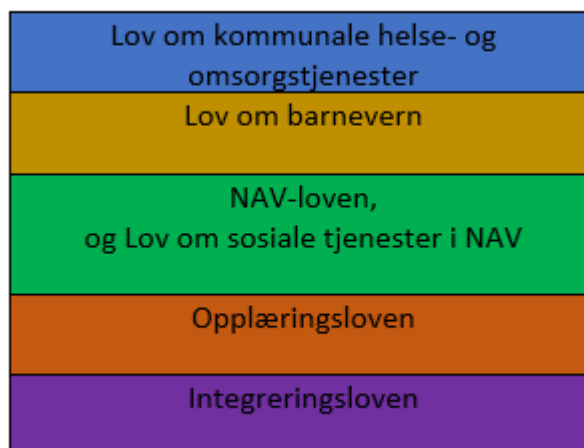 Lov om kommunale helse- og
omsorgstjenester
Lov om barnevern
NAV-loven,
og Lov om sosiale tjenester i NAV
Opplæringsloven
Integreringsloven